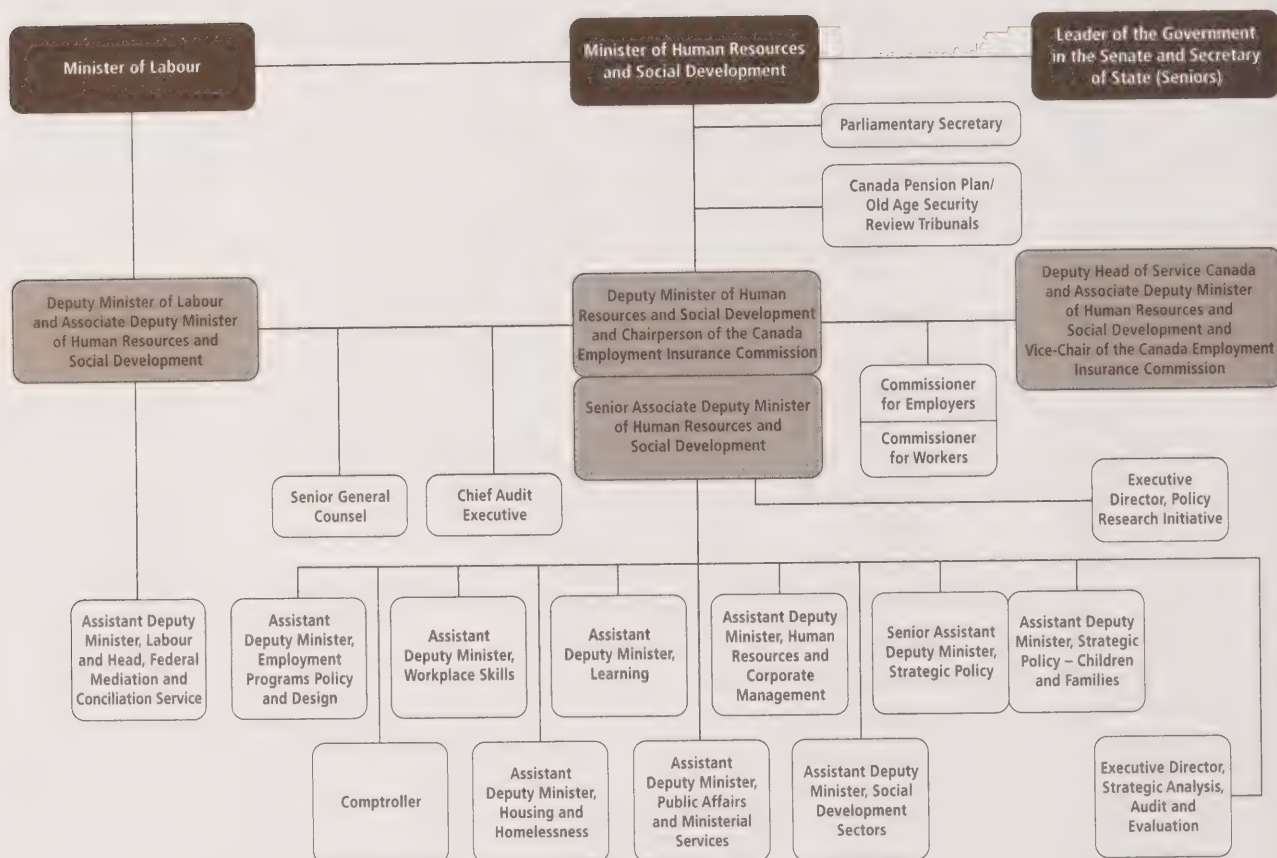 Minister of Labour
Minister of Human Resources
and Social Development
Leader of the Government
in the Senate and Secretary
of State (Seniors)
Parliamentary Secretary
Canada Pension Plan/
Old Age Security
Review Tribunals
Deputy Minister of Labour
and Associate Deputy Minister
of Human Resources and
Social Development
Deputy Minister of Human
Resources and Social Development
and Chairperson of the Canada
Employment Insurance Commission
Deputy Head of Service Canada
and Associate Deputy Minister
of Human Resources and
Social Development and
Vice-Chair of the Canada Employment
Insurance Commission
Senior Associate Deputy Minister
of Human Resources and
Social Development
Commissioner
for Employers
Commissioner
for Workers
Senior General
Counsel
Chief Audit
Executive
Executive
Director, Policy
Research Initiative
Assistant Deputy
Minister, Labour
and Head, Federal
Mediation and
Conciliation Service
Assistant
Deputy Minister,
Employment
Programs Policy
and Design
Assistant
Deputy Minister,
Workplace Skills
Assistant
Deputy Minister,
Learning
Assistant Deputy
Minister, Human
Resources and
Corporate
Management
Senior Assistant
Deputy Minister,
Strategic Policy
Assistant Deputy
Minister, Strategic
Policy – Children
and Families
Comptroller
Assistant
Deputy Minister,
Housing and
Homelessness
Assistant
Deputy Minister,
Public Affairs
and Ministerial
Services
Assistant Deputy
Minister, Social
Development
Sectors
Executive Director,
Strategic Analysis,
Audit and
Evaluation